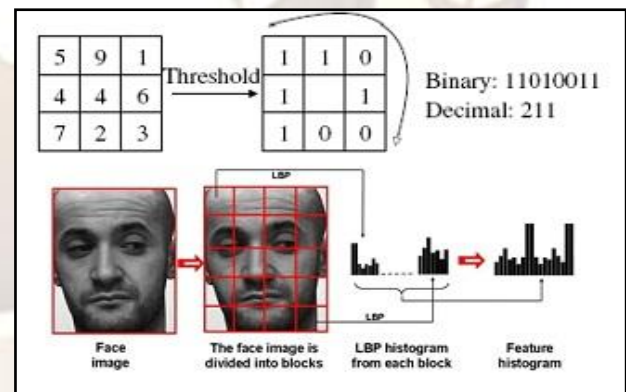 5 9 1
4 4 6
7 2 3
Threshold
1 1 0
1 1
1 0 0
Binary: 11010011
Decimal: 211
LBP
LBP
Face
image
The face image is
divided into blocks
LBP histogram
from each block
Feature
histogram